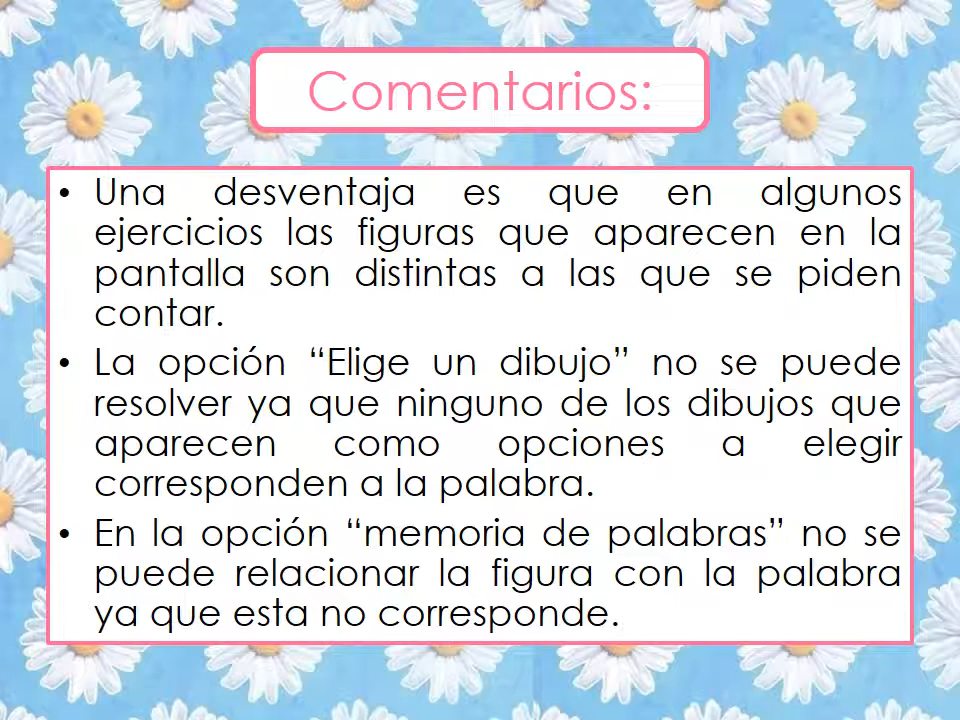 Comentarios:
• Una desventaja es que en algunos
ejercicios las figuras que aparecen en la
pantalla son distintas a las que se piden
contar.
• La opción “Elige un dibujo” no se puede
resolver ya que ninguno de los dibujos que
aparecen como opciones a elegir
corresponden a la palabra.
• En la opción “memoria de palabras” no se
puede relacionar la figura con la palabra
ya que esta no corresponde.